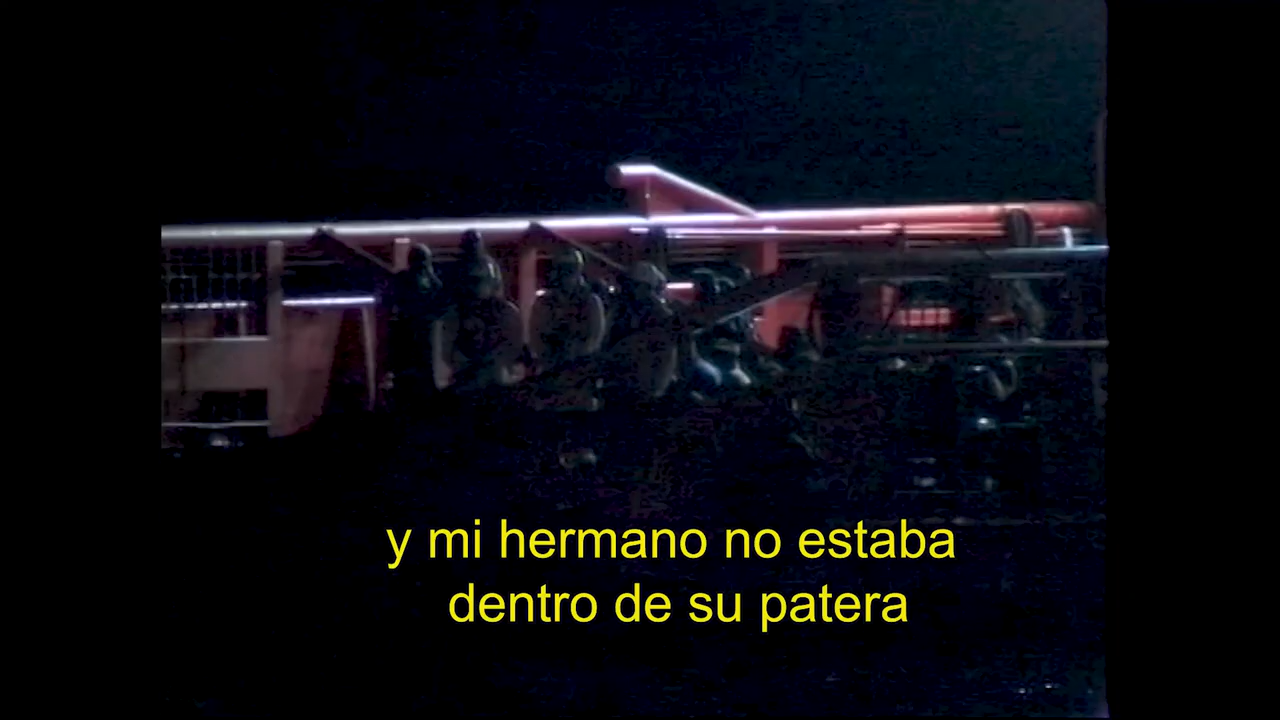 y mi hermano no estaba
dentro de su patera